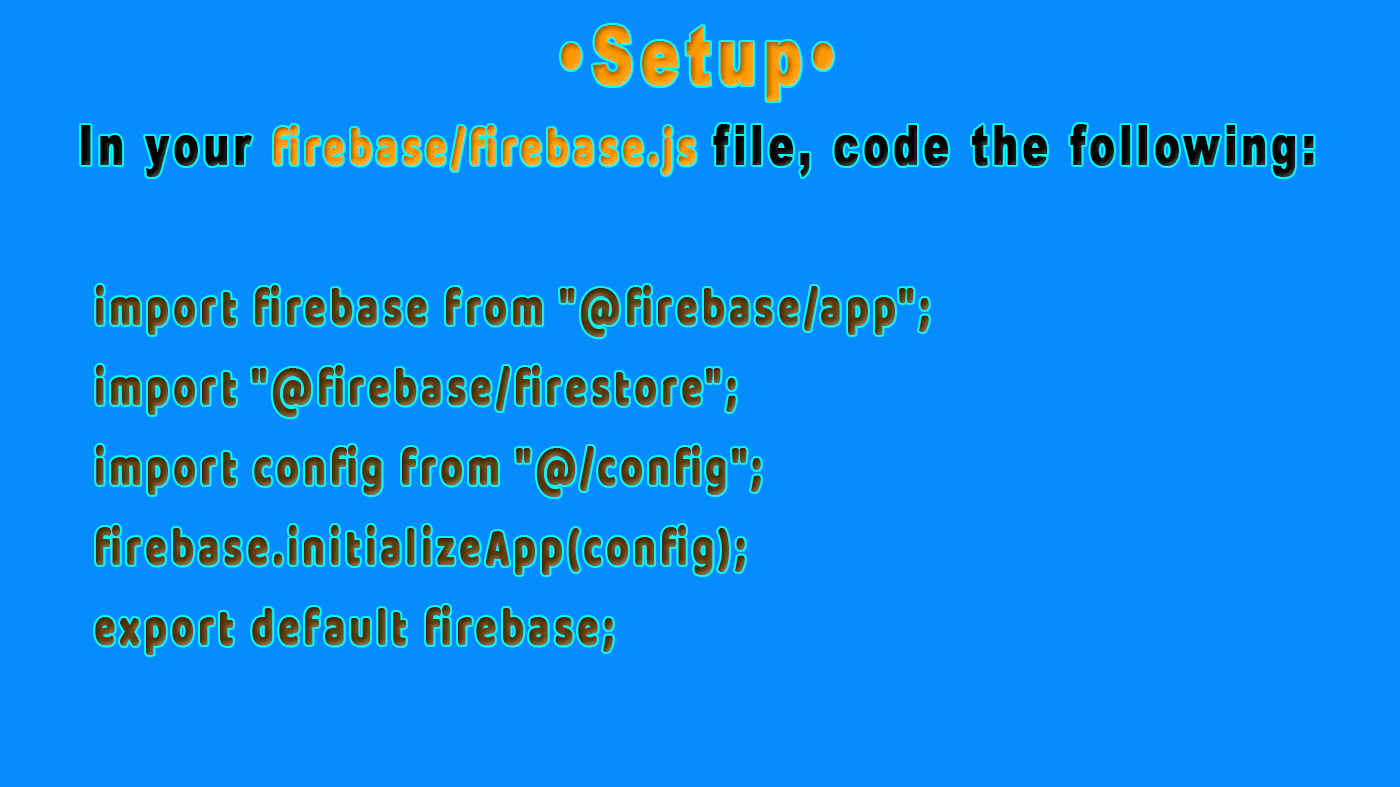 •Setup•
In your firebase/firebase.js file, code the following:
import firebase from "@firebase/app";
import "@firebase/firestore";
import config from "@/config";
firebase.initializeApp(config);
export default firebase;